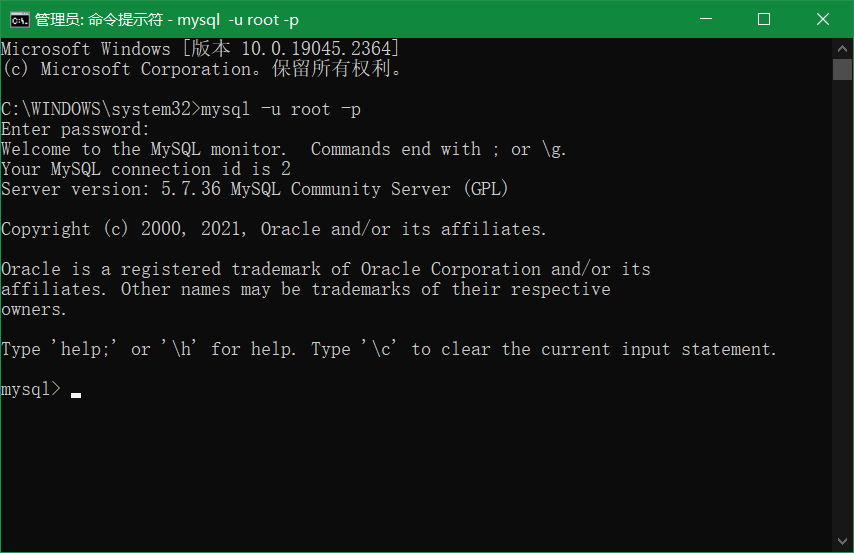 管理员: 命令提示符 - mysql  -u root -p
Microsoft Windows [版本 10.0.19045.2364]
(c) Microsoft Corporation。保留所有权利。
C:\WINDOWS\system32>mysql -u root -p
Enter password:
Welcome to the MySQL monitor.  Commands end with ; or \g.
Your MySQL connection id is 2
Server version: 5.7.36 MySQL Community Server (GPL)
Copyright (c) 2000, 2021, Oracle and/or its affiliates.
Oracle is a registered trademark of Oracle Corporation and/or its
affiliates. Other names may be trademarks of their respective
owners.
Type 'help;' or '\h' for help. Type '\c' to clear the current input statement.
mysql>